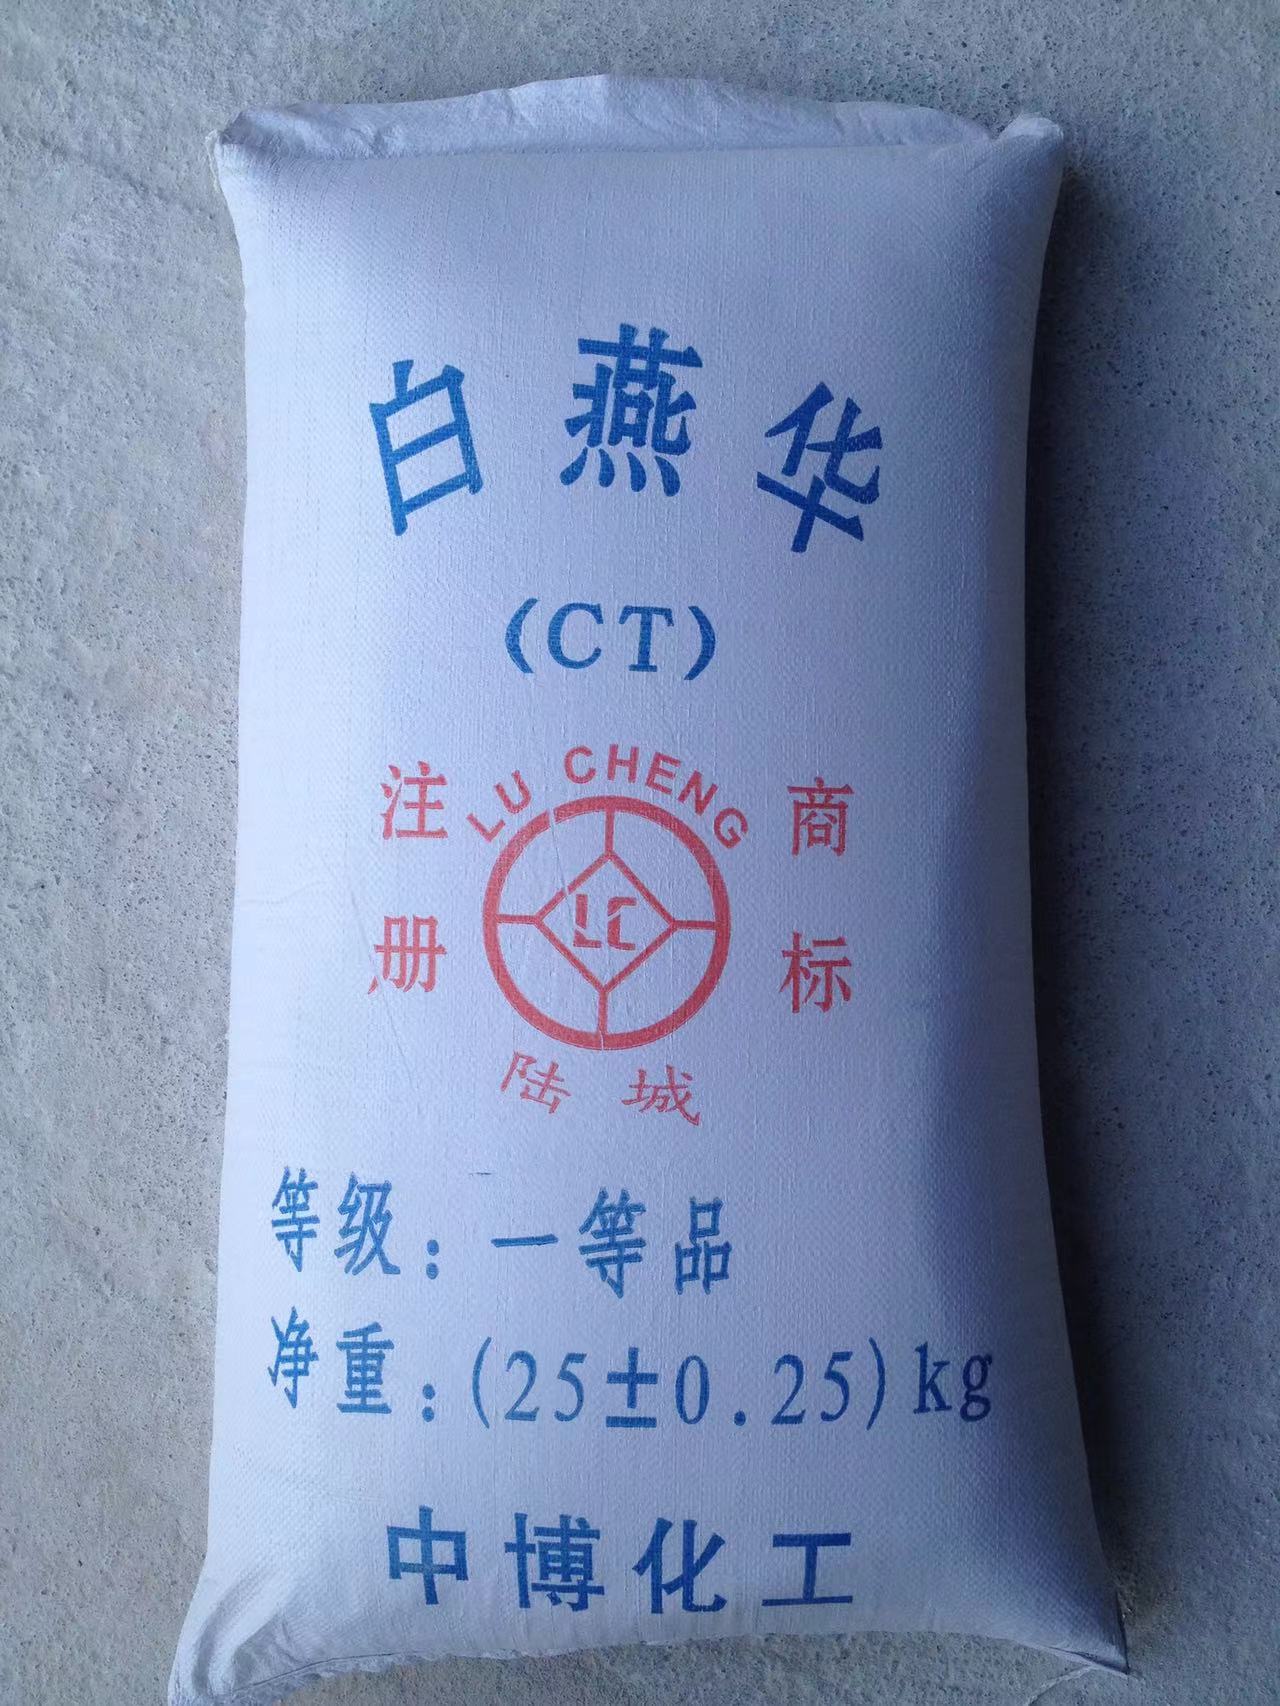 白燕华
(CT)
注册
商标
LU CHENG
LC
陆城
等级：一等品
净重：(25±0.25)kg
中博化工